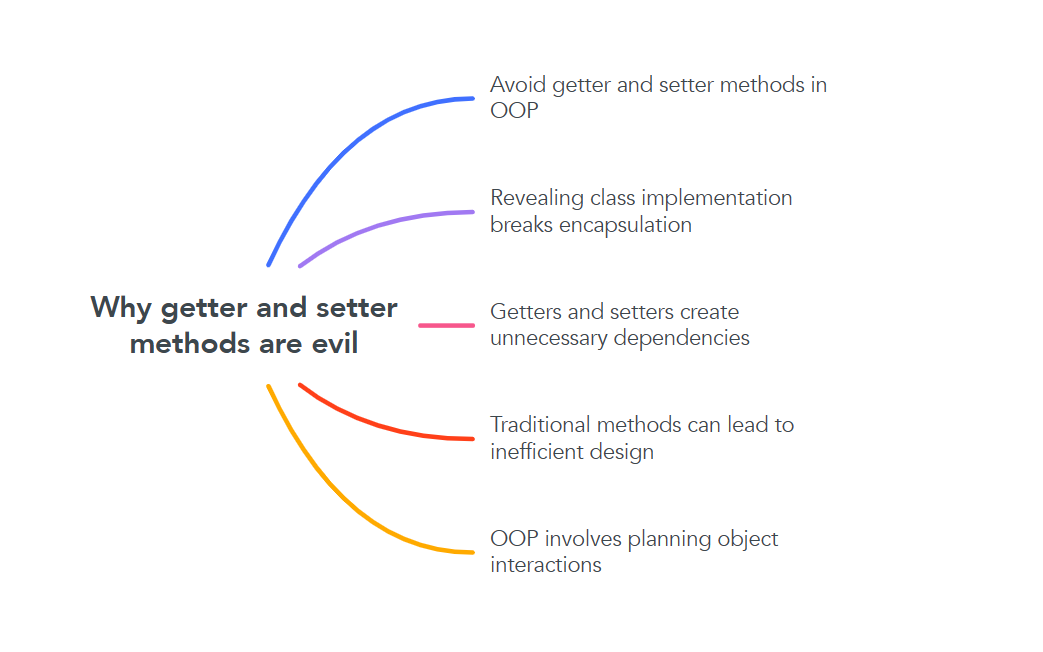 Avoid getter and setter methods in
OOP
Revealing class implementation
breaks encapsulation
Why getter and setter
methods are evil
Getters and setters create
unnecessary dependencies
Traditional methods can lead to
inefficient design
OOP involves planning object
interactions